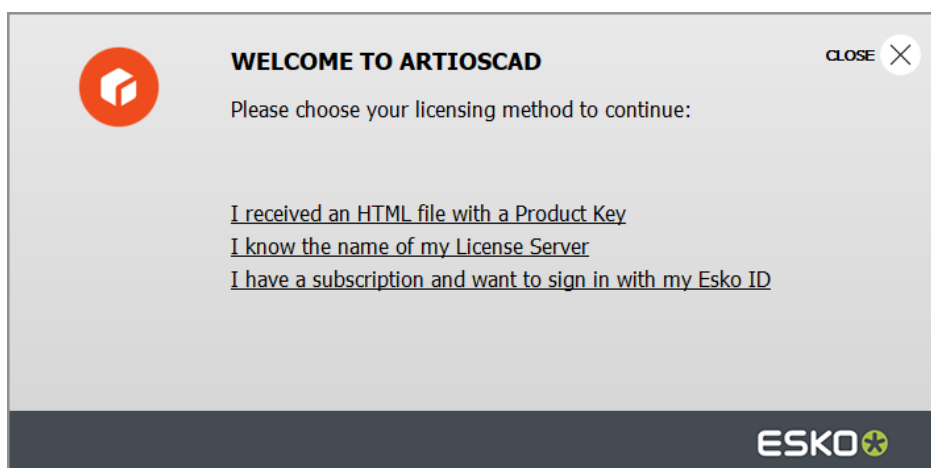 WELCOME TO ARTIOSCAD
CLOSE
Please choose your licensing method to continue:
I received an HTML file with a Product Key
I know the name of my License Server
I have a subscription and want to sign in with my Esko ID
ESKO